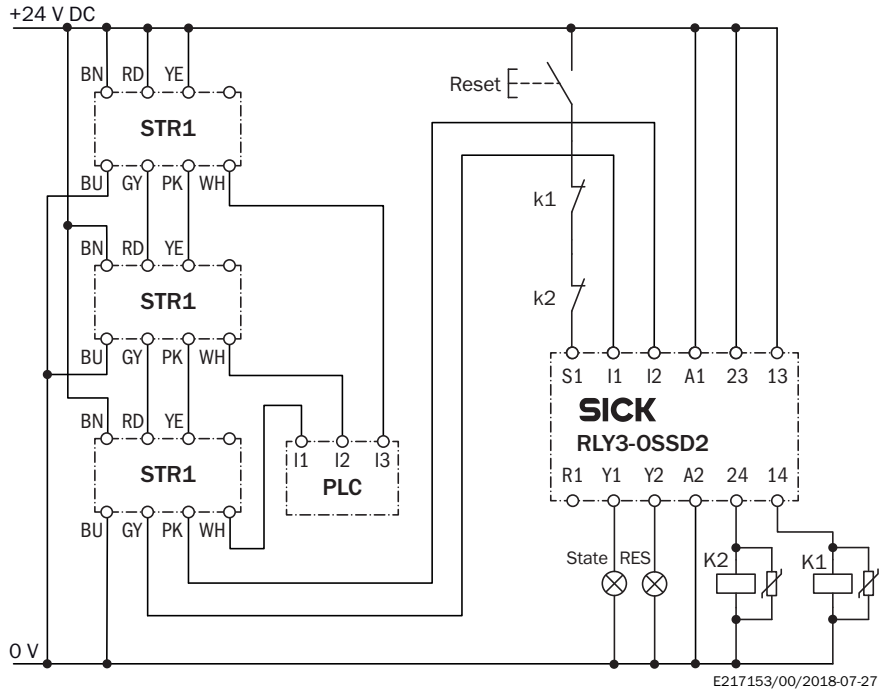 +24 V DC
BN RD YE
STR1
BU GY PK WH
BN RD YE
STR1
BU GY PK WH
BN RD YE
STR1
BU GY PK WH
I1 I2 I3
PLC
Reset
k1
k2
S1 I1 I2 A1 23 13
SICK
RLY3-OSSD2
R1 Y1 Y2 A2 24 14
State RES K2 K1
0 V
E217153/00/2018-07-27